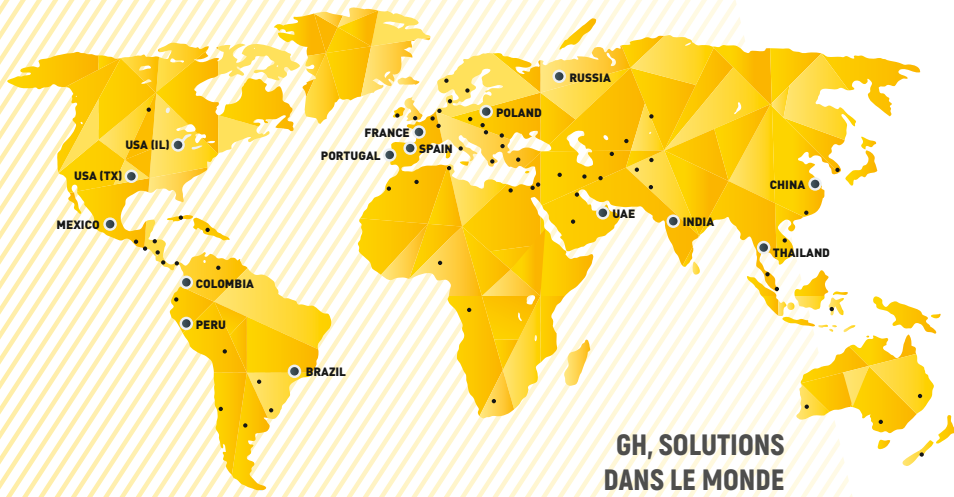 RUSSIA
POLAND
FRANCE
USA (IL)
SPAIN
PORTUGAL
USA (TX)
CHINA
UAE
INDIA
MEXICO
THAILAND
COLOMBIA
PERU
BRAZIL
GH, SOLUTIONS
DANS LE MONDE